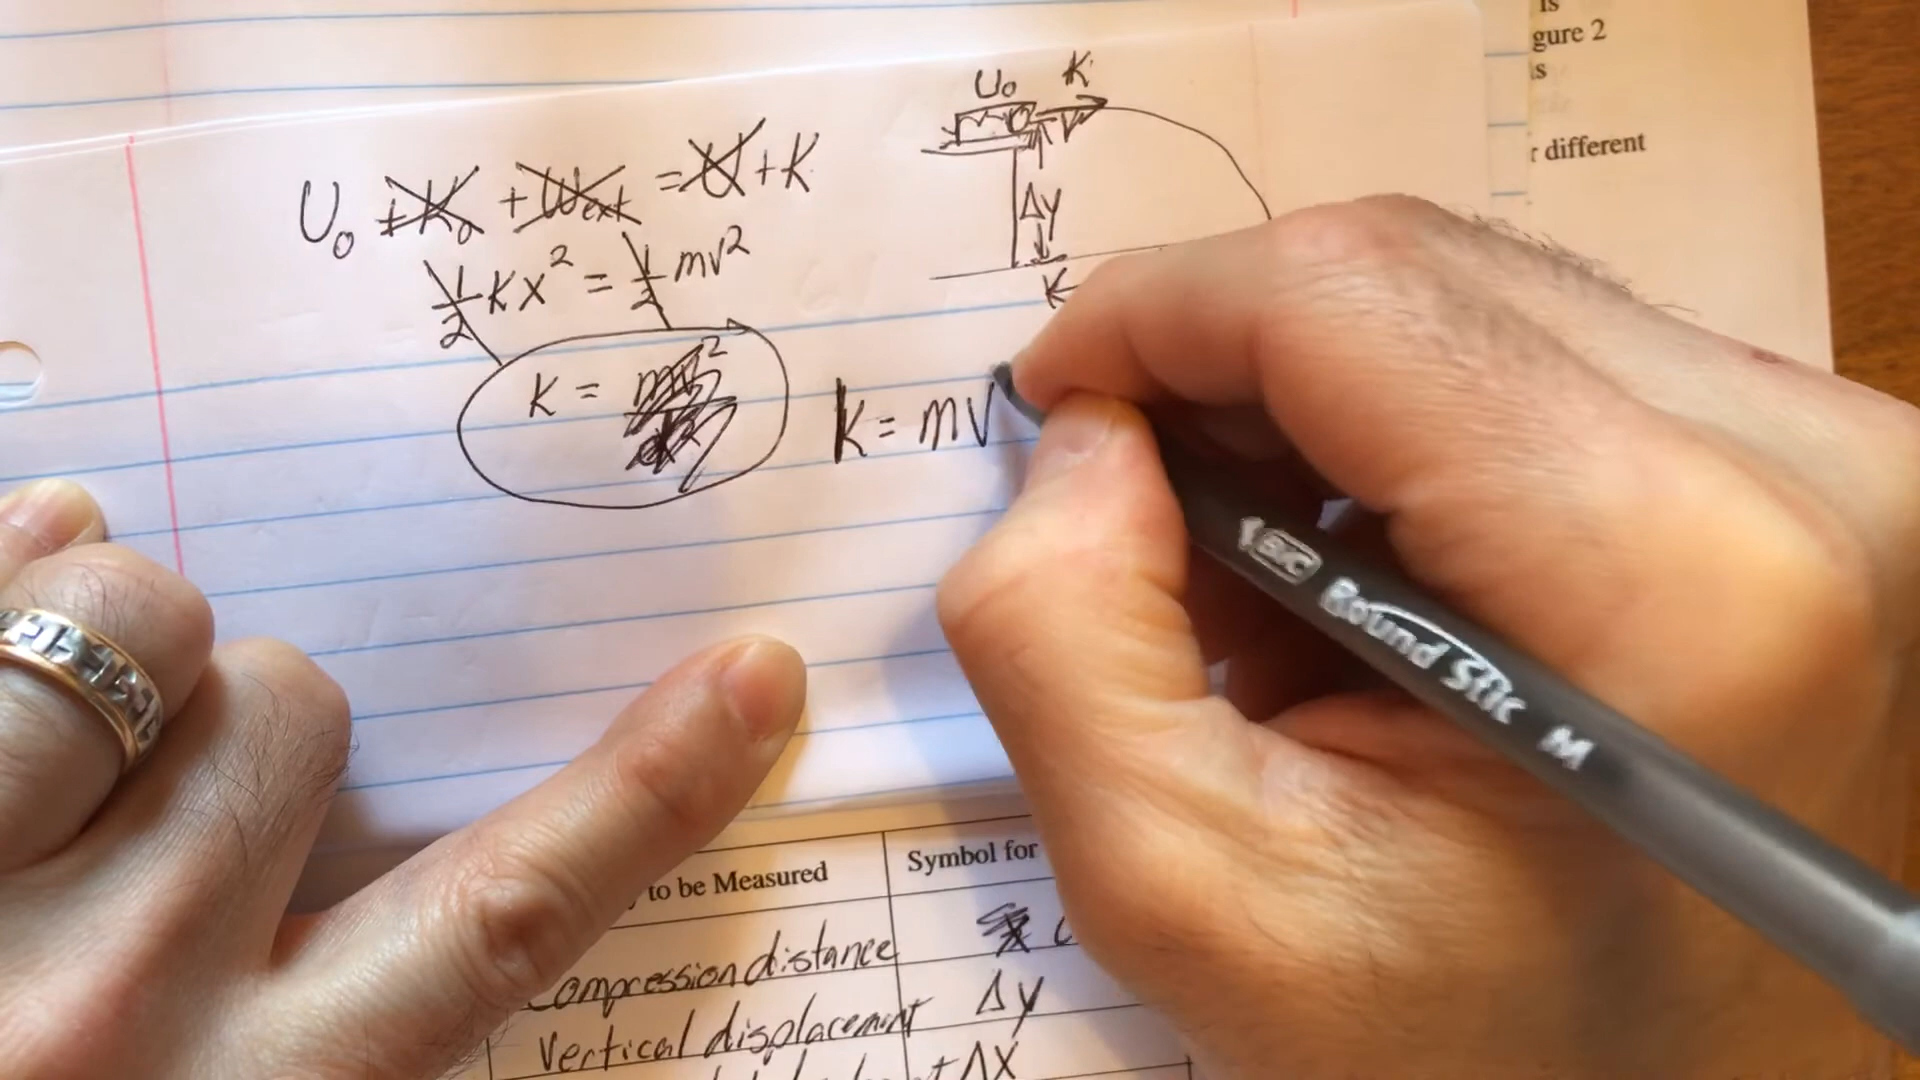 is
gure 2
is
r different
U₀ K
U₀ + K₀ + Wext = U + K
Δy
½Kx² = ½mv²
K
K = mv²
K = mv
BIC Round Stic M
to be Measured Symbol for
Compression distance
Vertical displacement Δy
Δx